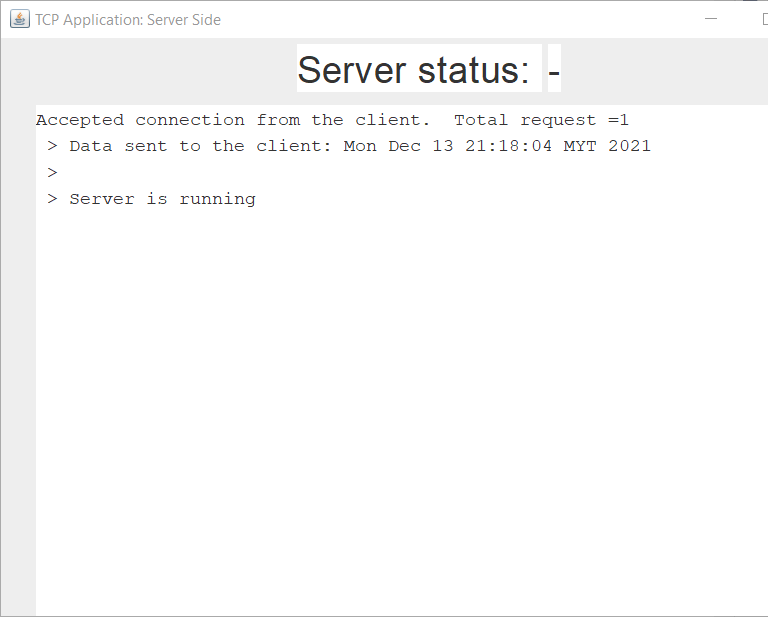 TCP Application: Server Side
Server status: -
Accepted connection from the client.  Total request =1
> Data sent to the client: Mon Dec 13 21:18:04 MYT 2021
>
> Server is running